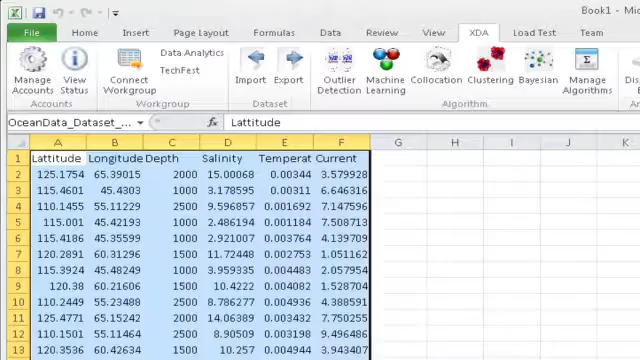 Book1 - Mic
File Home Insert Page Layout Formulas Data Review View XDA Load Test Team
Manage Accounts
View Status
Connect Workgroup
Data Analytics
TechFest
Import
Export
Outlier Detection
Machine Learning
Collocation
Clustering
Bayesian
Manage Algorithms
Accounts Workgroup Dataset Algorithm
OceanData_Dataset_... fx Lattitude
A B C D E F G H I J K
1 Lattitude Longitude Depth Salinity Temperat Current
2 125.1754 65.39015 2000 15.00068 0.00344 3.579928
3 115.4601 45.4303 1000 3.178595 0.00311 6.646316
4 110.1455 55.11229 2500 9.596857 0.001692 7.147596
5 115.001 45.42193 1000 2.486194 0.001184 7.508713
6 115.4186 45.35599 1000 2.921007 0.003764 4.139709
7 120.2891 60.31296 1500 11.72448 0.002753 1.051162
8 115.3924 45.48249 1000 3.959335 0.004483 2.057954
9 120.38 60.21606 1500 10.4222 0.004082 1.528704
10 110.2449 55.23488 2500 8.786277 0.004936 4.388591
11 125.4771 65.15242 2000 14.06389 0.003432 7.750255
12 110.1501 55.11464 2500 8.90509 0.003198 9.496486
13 120.3536 60.42634 1500 10.257 0.004944 3.943407